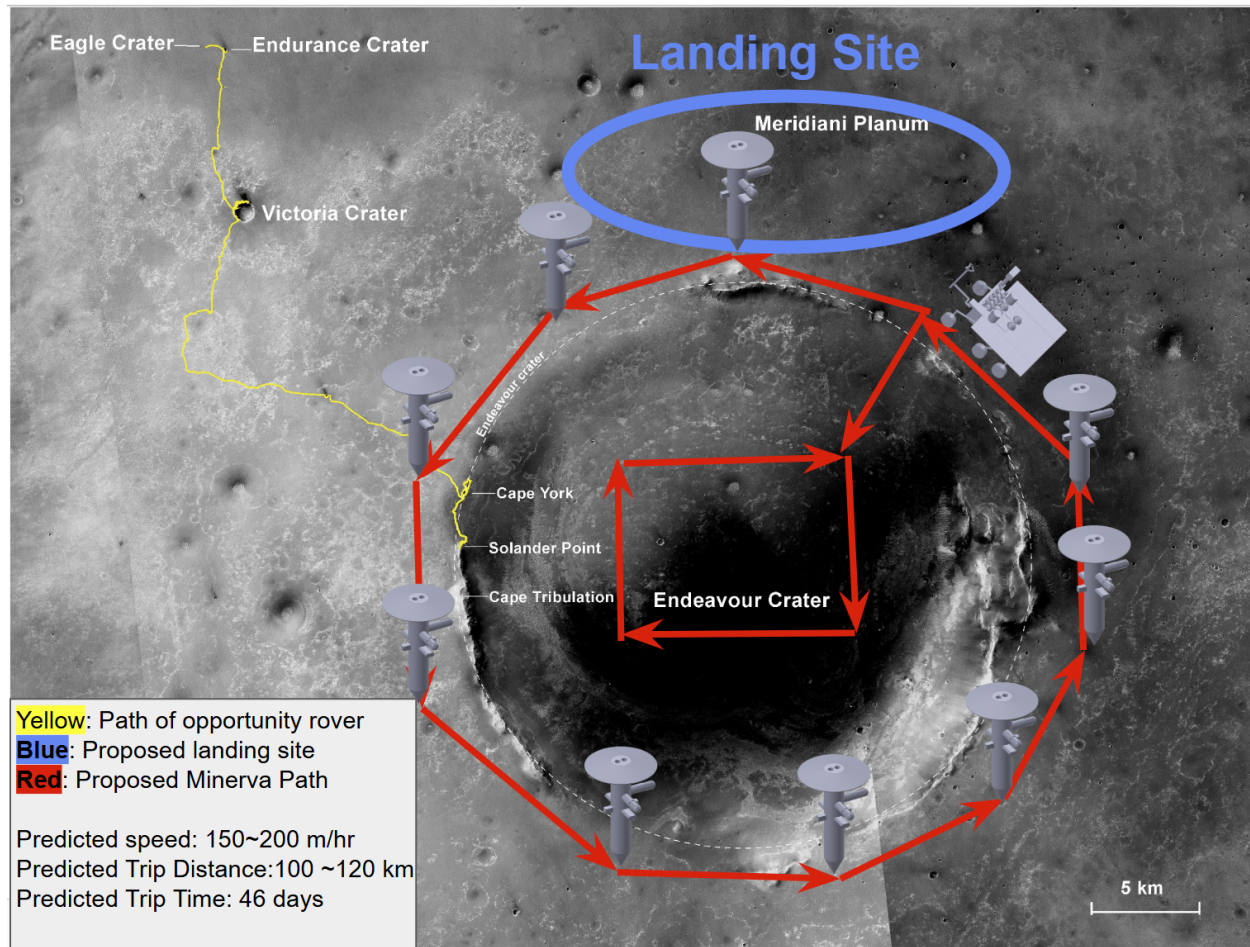 Landing Site
Eagle Crater
Endurance Crater
Meridiani Planum
Victoria Crater
Endeavour crater
Cape York
Solander Point
Cape Tribulation
Endeavour Crater
Yellow: Path of opportunity rover
Blue: Proposed landing site
Red: Proposed Minerva Path
Predicted speed: 150~200 m/hr
Predicted Trip Distance:100 ~120 km
Predicted Trip Time: 46 days
5 km